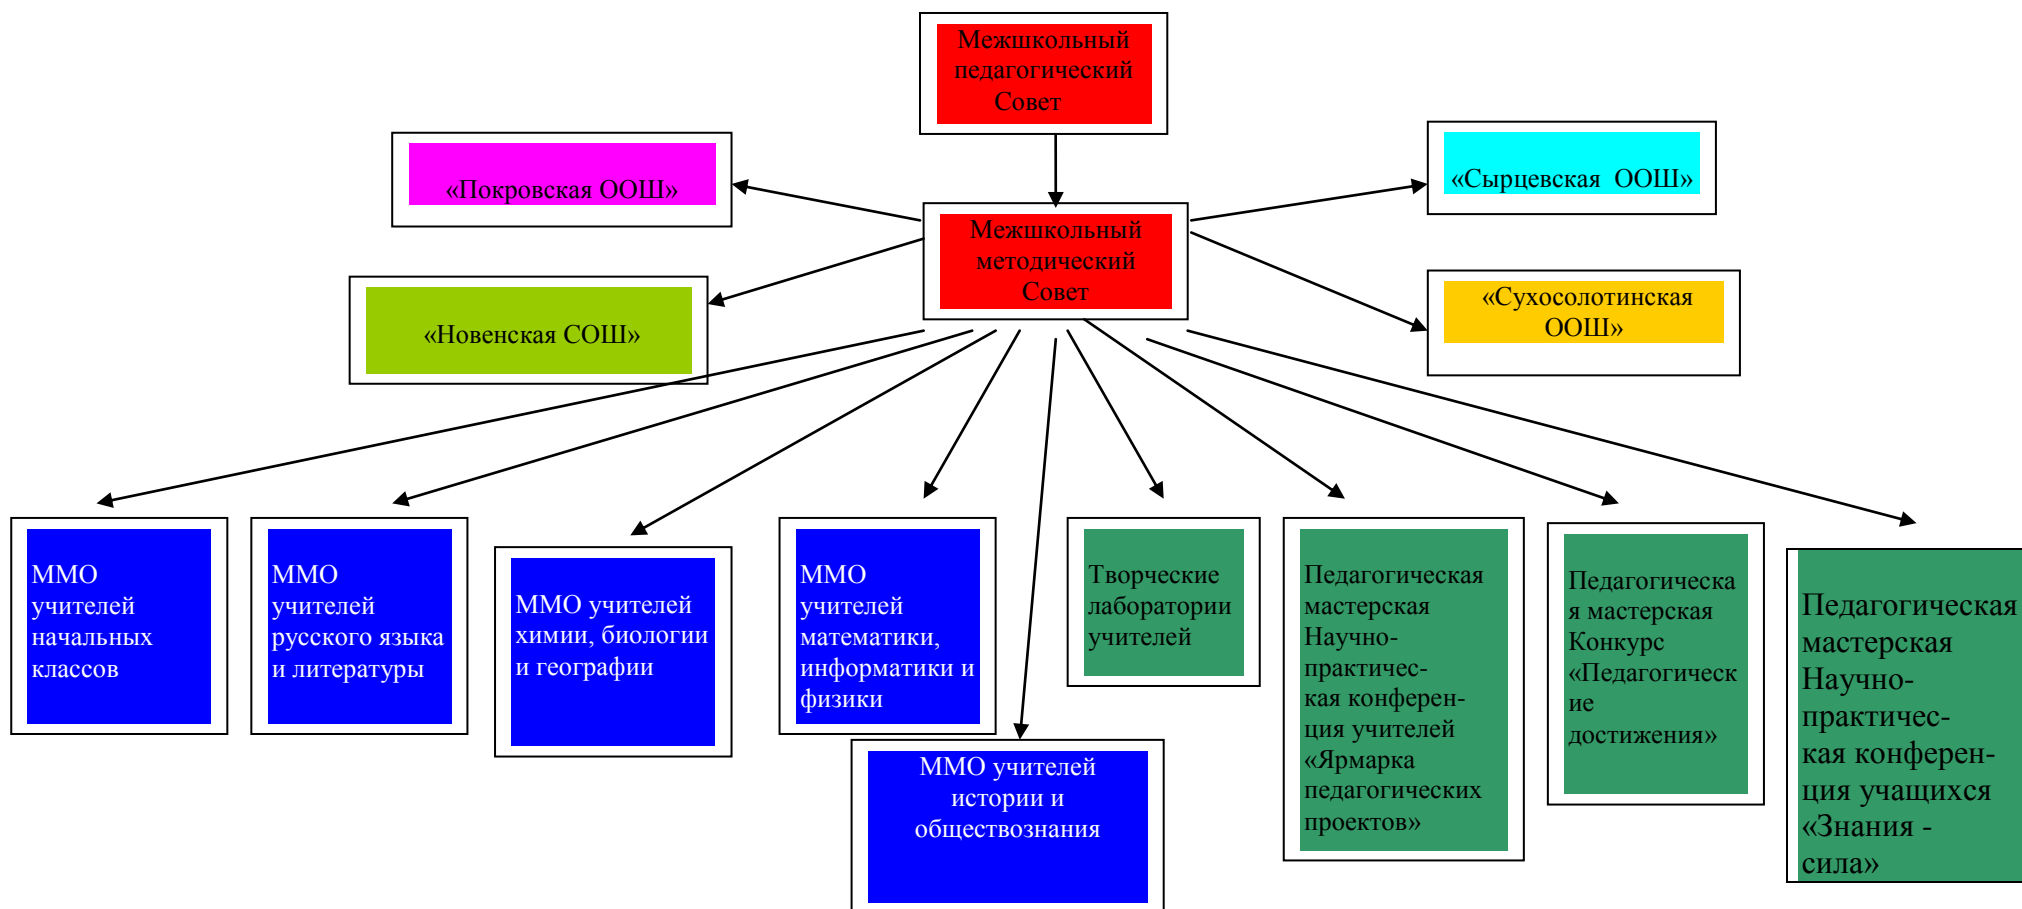 Межшкольный
педагогический
Совет
«Покровская ООШ»
«Сырцевская ООШ»
Межшкольный
методический
Совет
«Новенская СОШ»
«Сухосолотинская
ООШ»
ММО
учителей
начальных
классов
ММО
учителей
русского языка
и литературы
ММО учителей
химии, биологии
и географии
ММО
учителей
математики,
информатики и
физики
ММО учителей
истории и
обществознания
Творческие
лаборатории
учителей
Педагогическая
мастерская
Научно-
практичес-
кая конферен-
ция учителей
«Ярмарка
педагогических
проектов»
Педагогическа
я мастерская
Конкурс
«Педагогическ
ие
достижения»
Педагогическая
мастерская
Научно-
практичес-
кая конферен-
ция учащихся
«Знания -
сила»